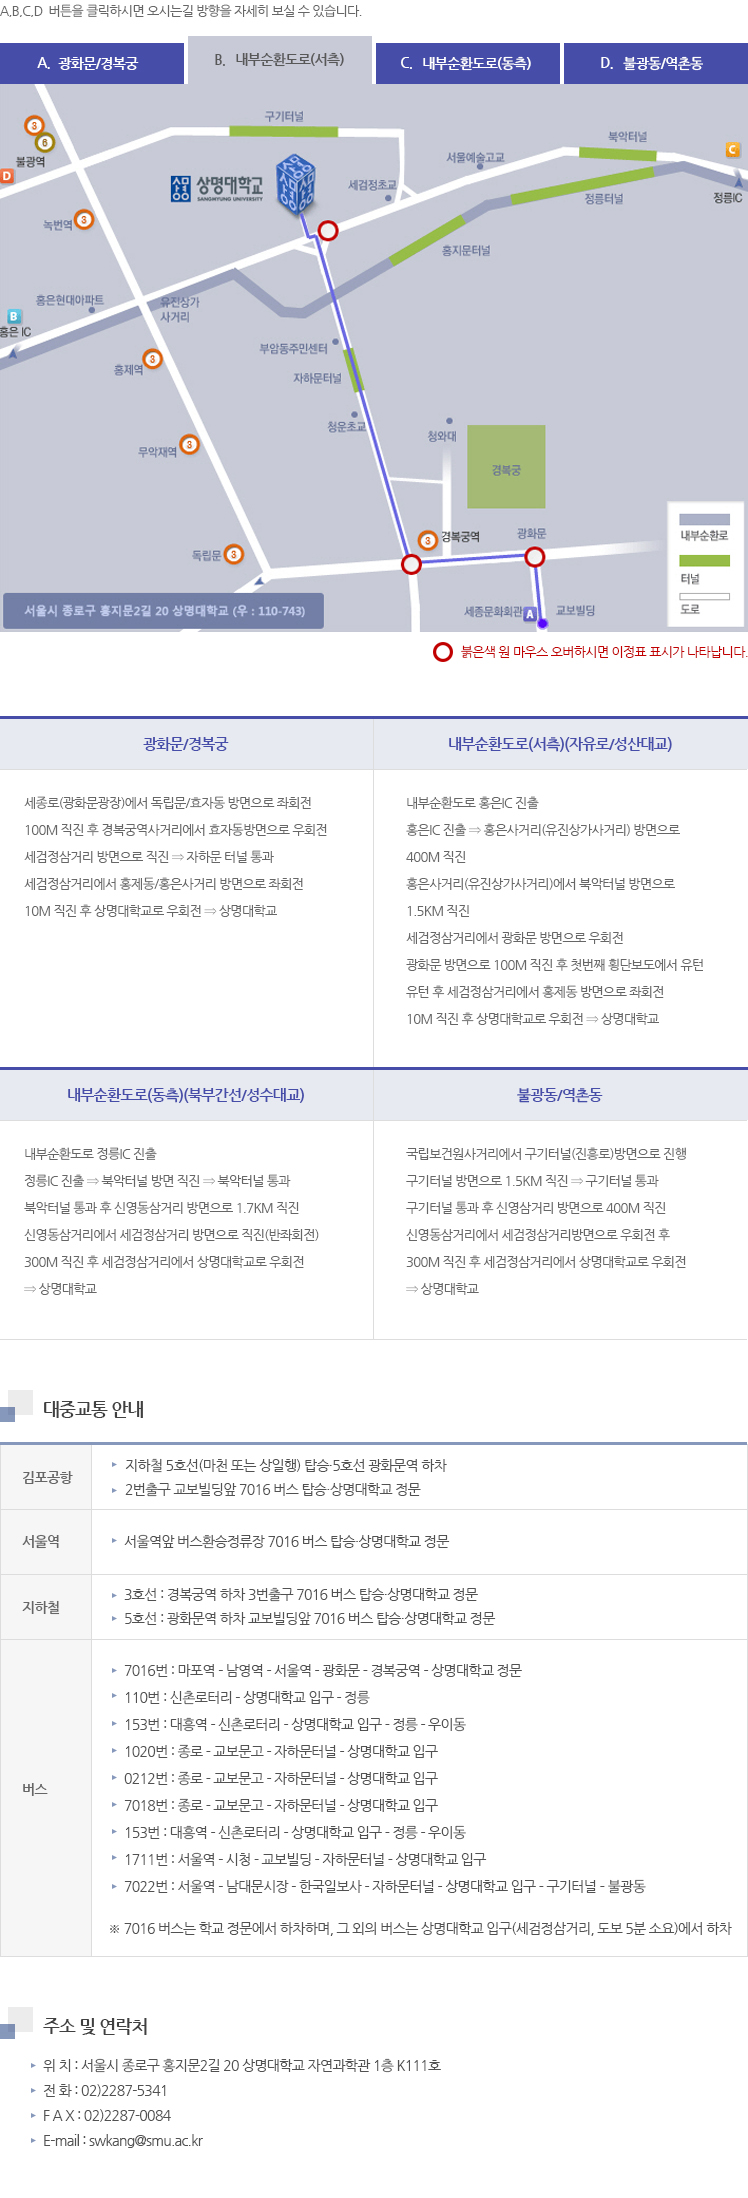 A,B,C,D 버튼을 클릭하시면 오시는길 방향을 자세히 보실 수 있습니다.
A. 광화문/경복궁
B. 내부순환도로(서측)
C. 내부순환도로(동측)
D. 불광동/역촌동
구기터널
북악터널
3
6
불광역
D
C
서울예술고교
상명대학교
SANGMYUNG UNIVERSITY
세검정초교
정릉터널
정릉IC
녹번역
3
홍지문터널
홍은현대아파트
유진상가
사거리
B
홍은 IC
부암동주민센터
홍제역
3
자하문터널
청운초교
청와대
무악재역
3
경복궁
독립문
3
3
경복궁역
광화문
내부순환로
터널
도로
서울시 종로구 홍지문2길 20 상명대학교 (우 : 110-743)
세종문화회관
A
교보빌딩
붉은색 원 마우스 오버하시면 이정표 표시가 나타납니다.
광화문/경복궁
세종로(광화문광장)에서 독립문/효자동 방면으로 좌회전
100M 직진 후 경복궁역사거리에서 효자동방면으로 우회전
세검정삼거리 방면으로 직진 ⇒ 자하문 터널 통과
세검정삼거리에서 홍제동/홍은사거리 방면으로 좌회전
10M 직진 후 상명대학교로 우회전 ⇒ 상명대학교
내부순환도로(서측)(자유로/성산대교)
내부순환도로 홍은IC 진출
홍은IC 진출 ⇒ 홍은사거리(유진상가사거리) 방면으로
400M 직진
홍은사거리(유진상가사거리)에서 북악터널 방면으로
1.5KM 직진
세검정삼거리에서 광화문 방면으로 우회전
광화문 방면으로 100M 직진 후 첫번째 횡단보도에서 유턴
유턴 후 세검정삼거리에서 홍제동 방면으로 좌회전
10M 직진 후 상명대학교로 우회전 ⇒ 상명대학교
내부순환도로(동측)(북부간선/성수대교)
내부순환도로 정릉IC 진출
정릉IC 진출 ⇒ 북악터널 방면 직진 ⇒ 북악터널 통과
북악터널 통과 후 신영동삼거리 방면으로 1.7KM 직진
신영동삼거리에서 세검정삼거리 방면으로 직진(반좌회전)
300M 직진 후 세검정삼거리에서 상명대학교로 우회전
⇒ 상명대학교
불광동/역촌동
국립보건원사거리에서 구기터널(진흥로)방면으로 진행
구기터널 방면으로 1.5KM 직진 ⇒ 구기터널 통과
구기터널 통과 후 신영삼거리 방면으로 400M 직진
신영동삼거리에서 세검정삼거리방면으로 우회전 후
300M 직진 후 세검정삼거리에서 상명대학교로 우회전
⇒ 상명대학교
대중교통 안내
김포공항
지하철 5호선(마천 또는 상일행) 탑승·5호선 광화문역 하차
2번출구 교보빌딩앞 7016 버스 탑승·상명대학교 정문
서울역
서울역앞 버스환승정류장 7016 버스 탑승·상명대학교 정문
지하철
3호선 : 경복궁역 하차 3번출구 7016 버스 탑승·상명대학교 정문
5호선 : 광화문역 하차 교보빌딩앞 7016 버스 탑승·상명대학교 정문
버스
7016번 : 마포역 - 남영역 - 서울역 - 광화문 - 경복궁역 - 상명대학교 정문
110번 : 신촌로터리 - 상명대학교 입구 - 정릉
153번 : 대흥역 - 신촌로터리 - 상명대학교 입구 - 정릉 - 우이동
1020번 : 종로 - 교보문고 - 자하문터널 - 상명대학교 입구
0212번 : 종로 - 교보문고 - 자하문터널 - 상명대학교 입구
7018번 : 종로 - 교보문고 - 자하문터널 - 상명대학교 입구
153번 : 대흥역 - 신촌로터리 - 상명대학교 입구 - 정릉 - 우이동
1711번 : 서울역 - 시청 - 교보빌딩 - 자하문터널 - 상명대학교 입구
7022번 : 서울역 - 남대문시장 - 한국일보사 - 자하문터널 - 상명대학교 입구 - 구기터널 - 불광동
※ 7016 버스는 학교 정문에서 하차하며, 그 외의 버스는 상명대학교 입구(세검정삼거리, 도보 5분 소요)에서 하차
주소 및 연락처
위 치 : 서울시 종로구 홍지문2길 20 상명대학교 자연과학관 1층 K111호
전 화 : 02)2287-5341
F A X : 02)2287-0084
E-mail : swkang@smu.ac.kr